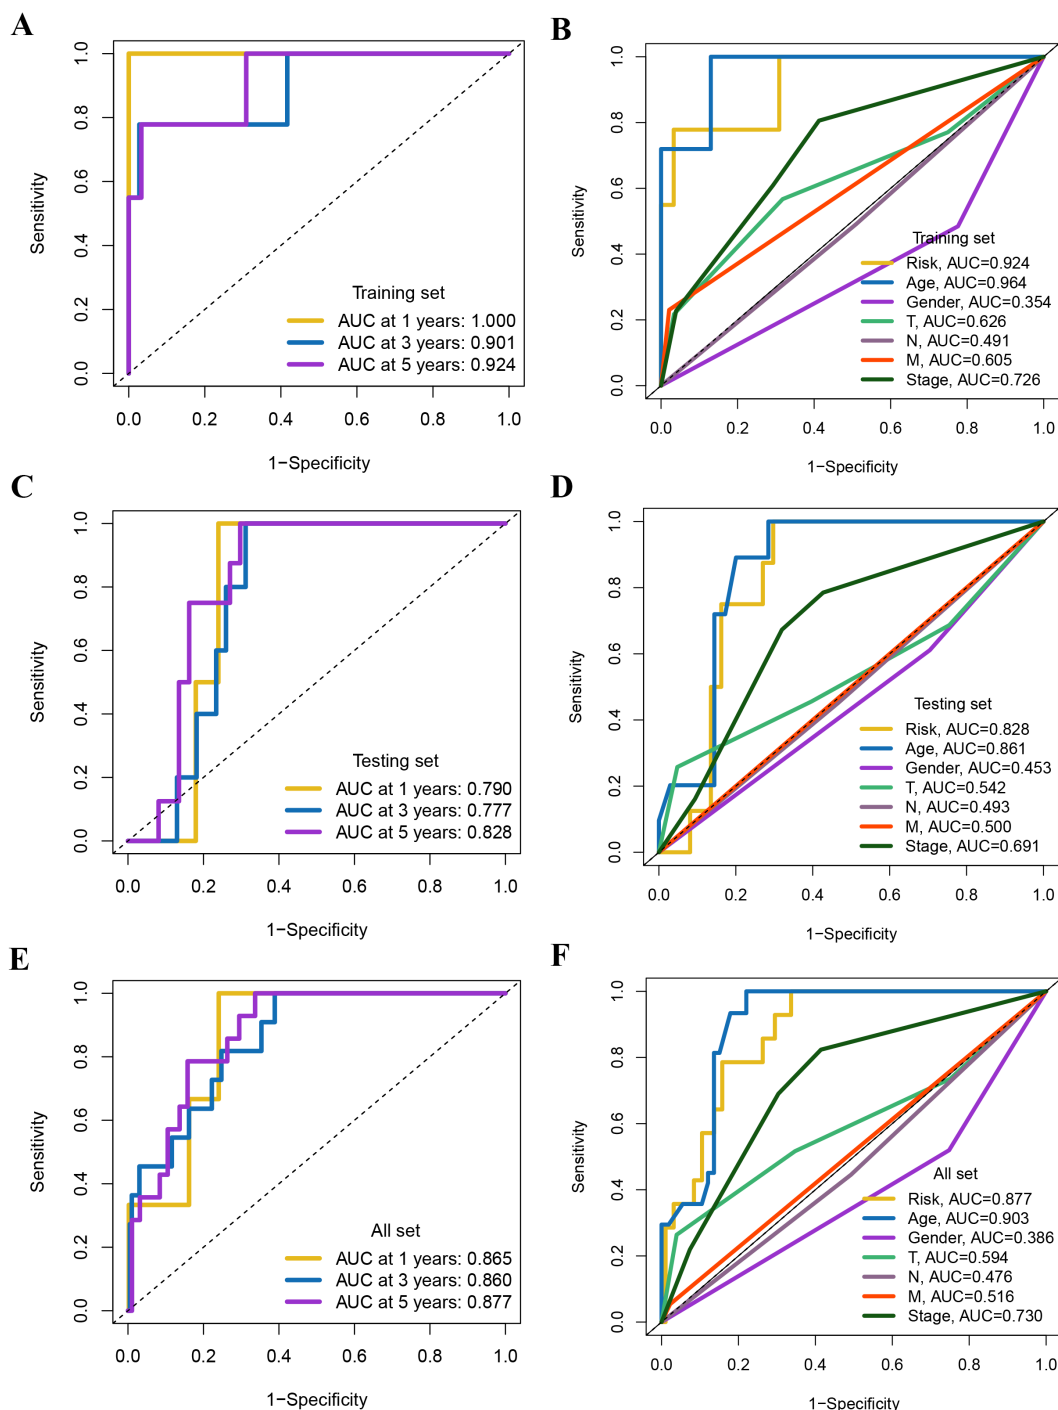 A
Sensitivity
1.0
0.8
0.6
0.4
0.2
0.0
Training set
AUC at 1 years: 1.000
AUC at 3 years: 0.901
AUC at 5 years: 0.924
0.0 0.2 0.4 0.6 0.8 1.0
1−Specificity
B
Sensitivity
1.0
0.8
0.6
0.4
0.2
0.0
Training set
Risk, AUC=0.924
Age, AUC=0.964
Gender, AUC=0.354
T, AUC=0.626
N, AUC=0.491
M, AUC=0.605
Stage, AUC=0.726
0.0 0.2 0.4 0.6 0.8 1.0
1−Specificity
C
Sensitivity
1.0
0.8
0.6
0.4
0.2
0.0
Testing set
AUC at 1 years: 0.790
AUC at 3 years: 0.777
AUC at 5 years: 0.828
0.0 0.2 0.4 0.6 0.8 1.0
1−Specificity
D
Sensitivity
1.0
0.8
0.6
0.4
0.2
0.0
Testing set
Risk, AUC=0.828
Age, AUC=0.861
Gender, AUC=0.453
T, AUC=0.542
N, AUC=0.493
M, AUC=0.500
Stage, AUC=0.691
0.0 0.2 0.4 0.6 0.8 1.0
1−Specificity
E
Sensitivity
1.0
0.8
0.6
0.4
0.2
0.0
All set
AUC at 1 years: 0.865
AUC at 3 years: 0.860
AUC at 5 years: 0.877
0.0 0.2 0.4 0.6 0.8 1.0
1−Specificity
F
Sensitivity
1.0
0.8
0.6
0.4
0.2
0.0
All set
Risk, AUC=0.877
Age, AUC=0.903
Gender, AUC=0.386
T, AUC=0.594
N, AUC=0.476
M, AUC=0.516
Stage, AUC=0.730
0.0 0.2 0.4 0.6 0.8 1.0
1−Specificity